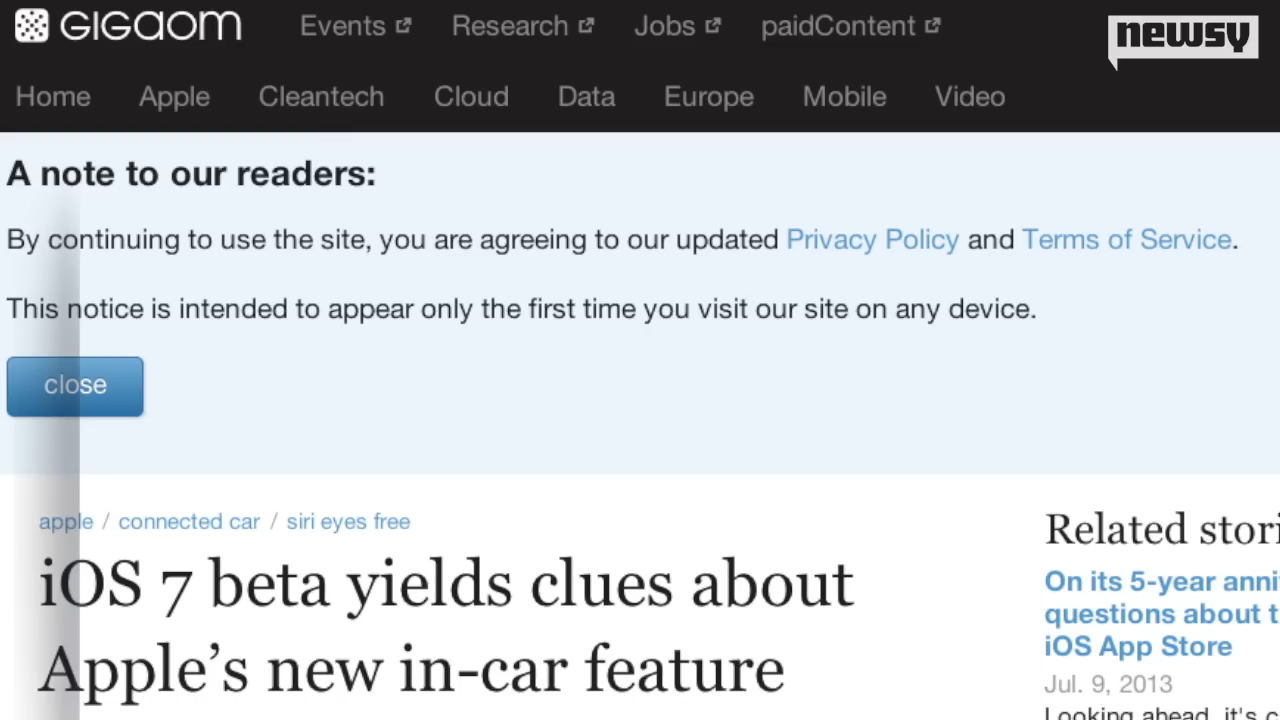 GIGAOM Events Research Jobs paidContent
newsy
Home Apple Cleantech Cloud Data Europe Mobile Video
A note to our readers:
By continuing to use the site, you are agreeing to our updated Privacy Policy and Terms of Service.
This notice is intended to appear only the first time you visit our site on any device.
close
apple / connected car / siri eyes free
iOS 7 beta yields clues about
Apple’s new in-car feature
Related stori
On its 5-year anni
questions about t
iOS App Store
Jul. 9, 2013
Looking ahead, it's c